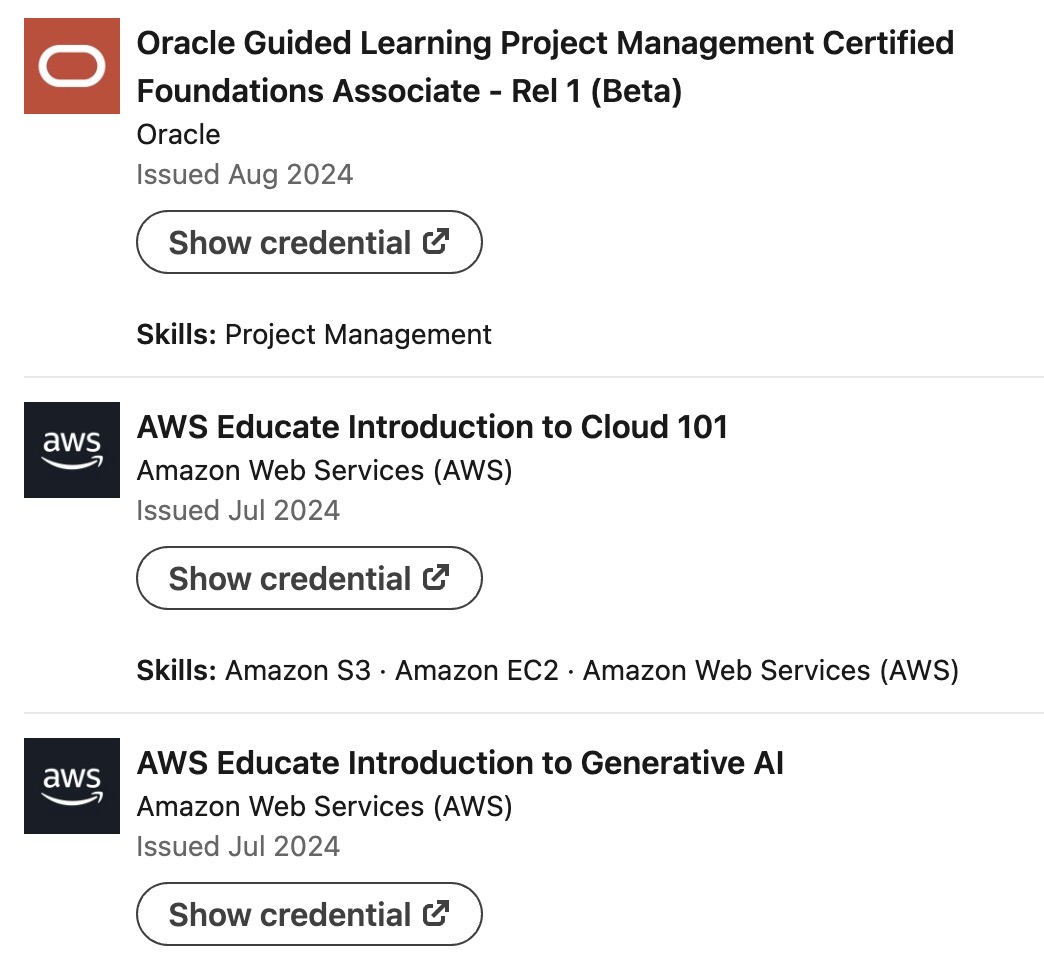 Oracle Guided Learning Project Management Certified
Foundations Associate - Rel 1 (Beta)
Oracle
Issued Aug 2024
Show credential
Skills: Project Management
aws
AWS Educate Introduction to Cloud 101
Amazon Web Services (AWS)
Issued Jul 2024
Show credential
Skills: Amazon S3 · Amazon EC2 · Amazon Web Services (AWS)
aws
AWS Educate Introduction to Generative AI
Amazon Web Services (AWS)
Issued Jul 2024
Show credential